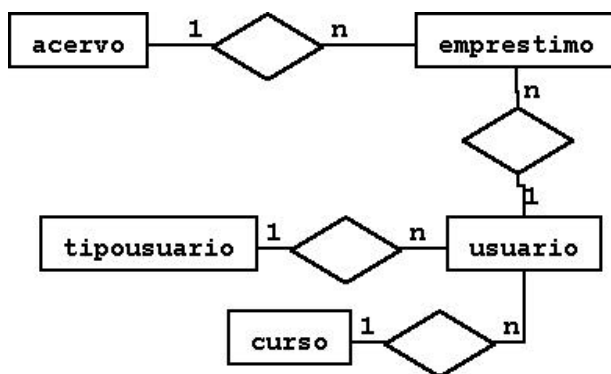 acervo 1 n emprestimo
n
1
tipousuario 1 n usuario
curso 1 n